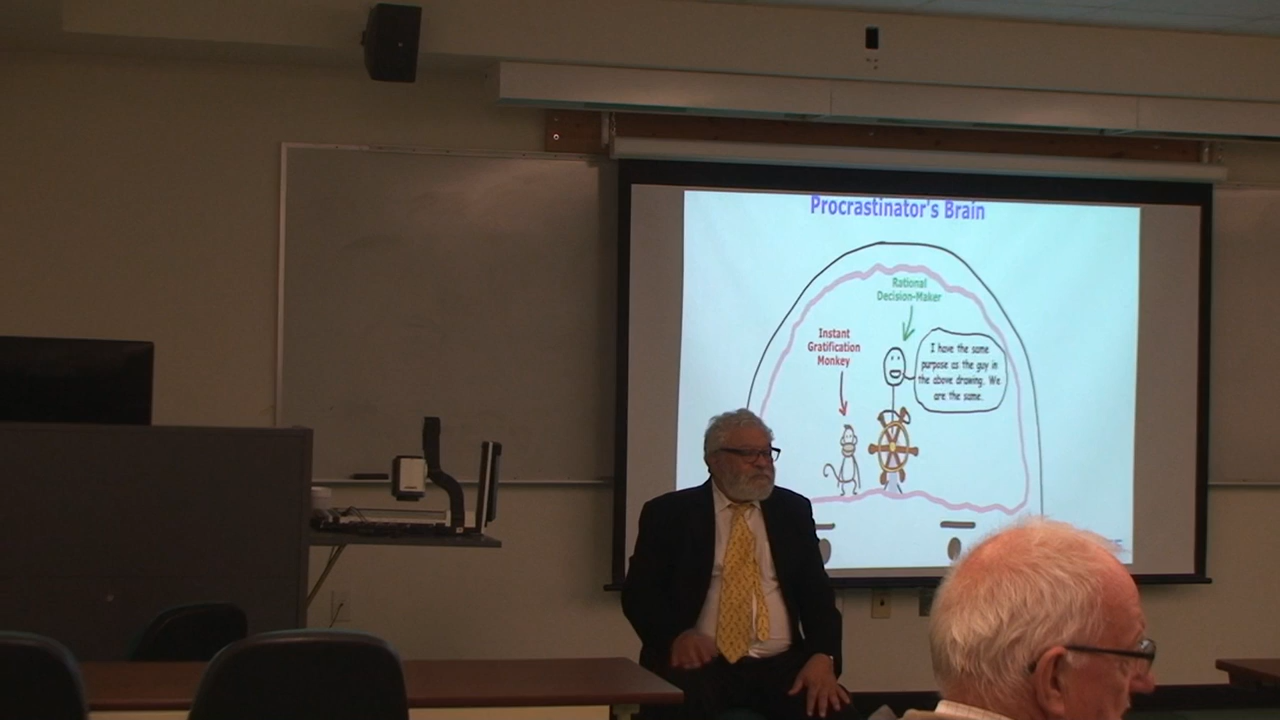 Procrastinator's Brain
Rational
Decision-Maker
Instant
Gratification
Monkey
I have the same
purpose as the guy in
the above drawing. We
are the same.